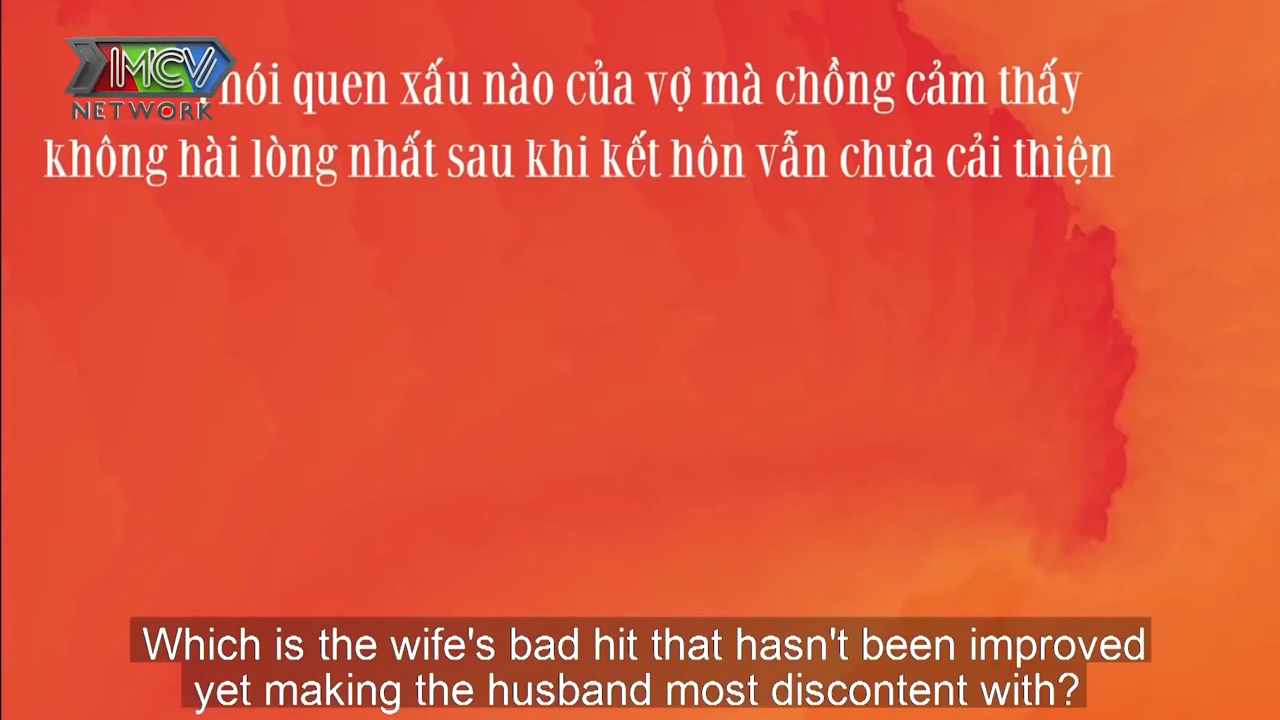 MCV
NETWORK
nói quen xấu nào của vợ mà chồng cảm thấy
không hài lòng nhất sau khi kết hôn vẫn chưa cải thiện
Which is the wife's bad hit that hasn't been improved
yet making the husband most discontent with?